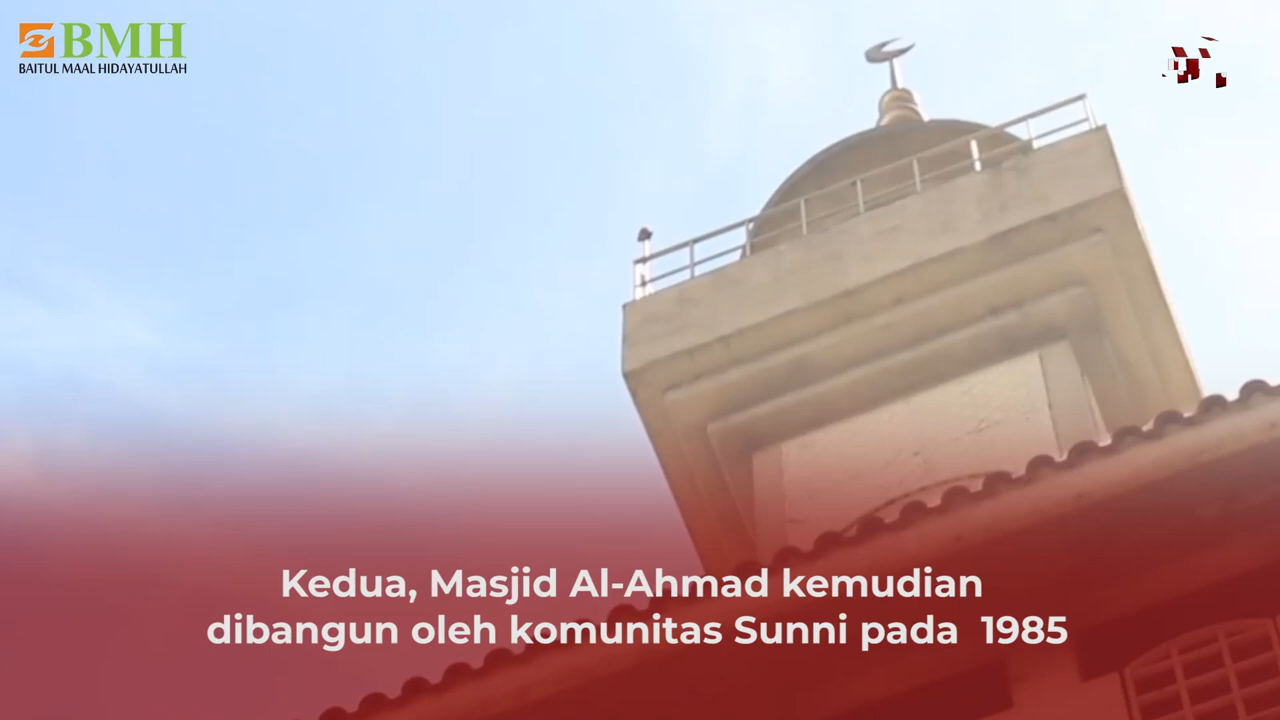 BMH
BAITUL MAAL HIDAYATULLAH
Kedua, Masjid Al-Ahmad kemudian
dibangun oleh komunitas Sunni pada  1985